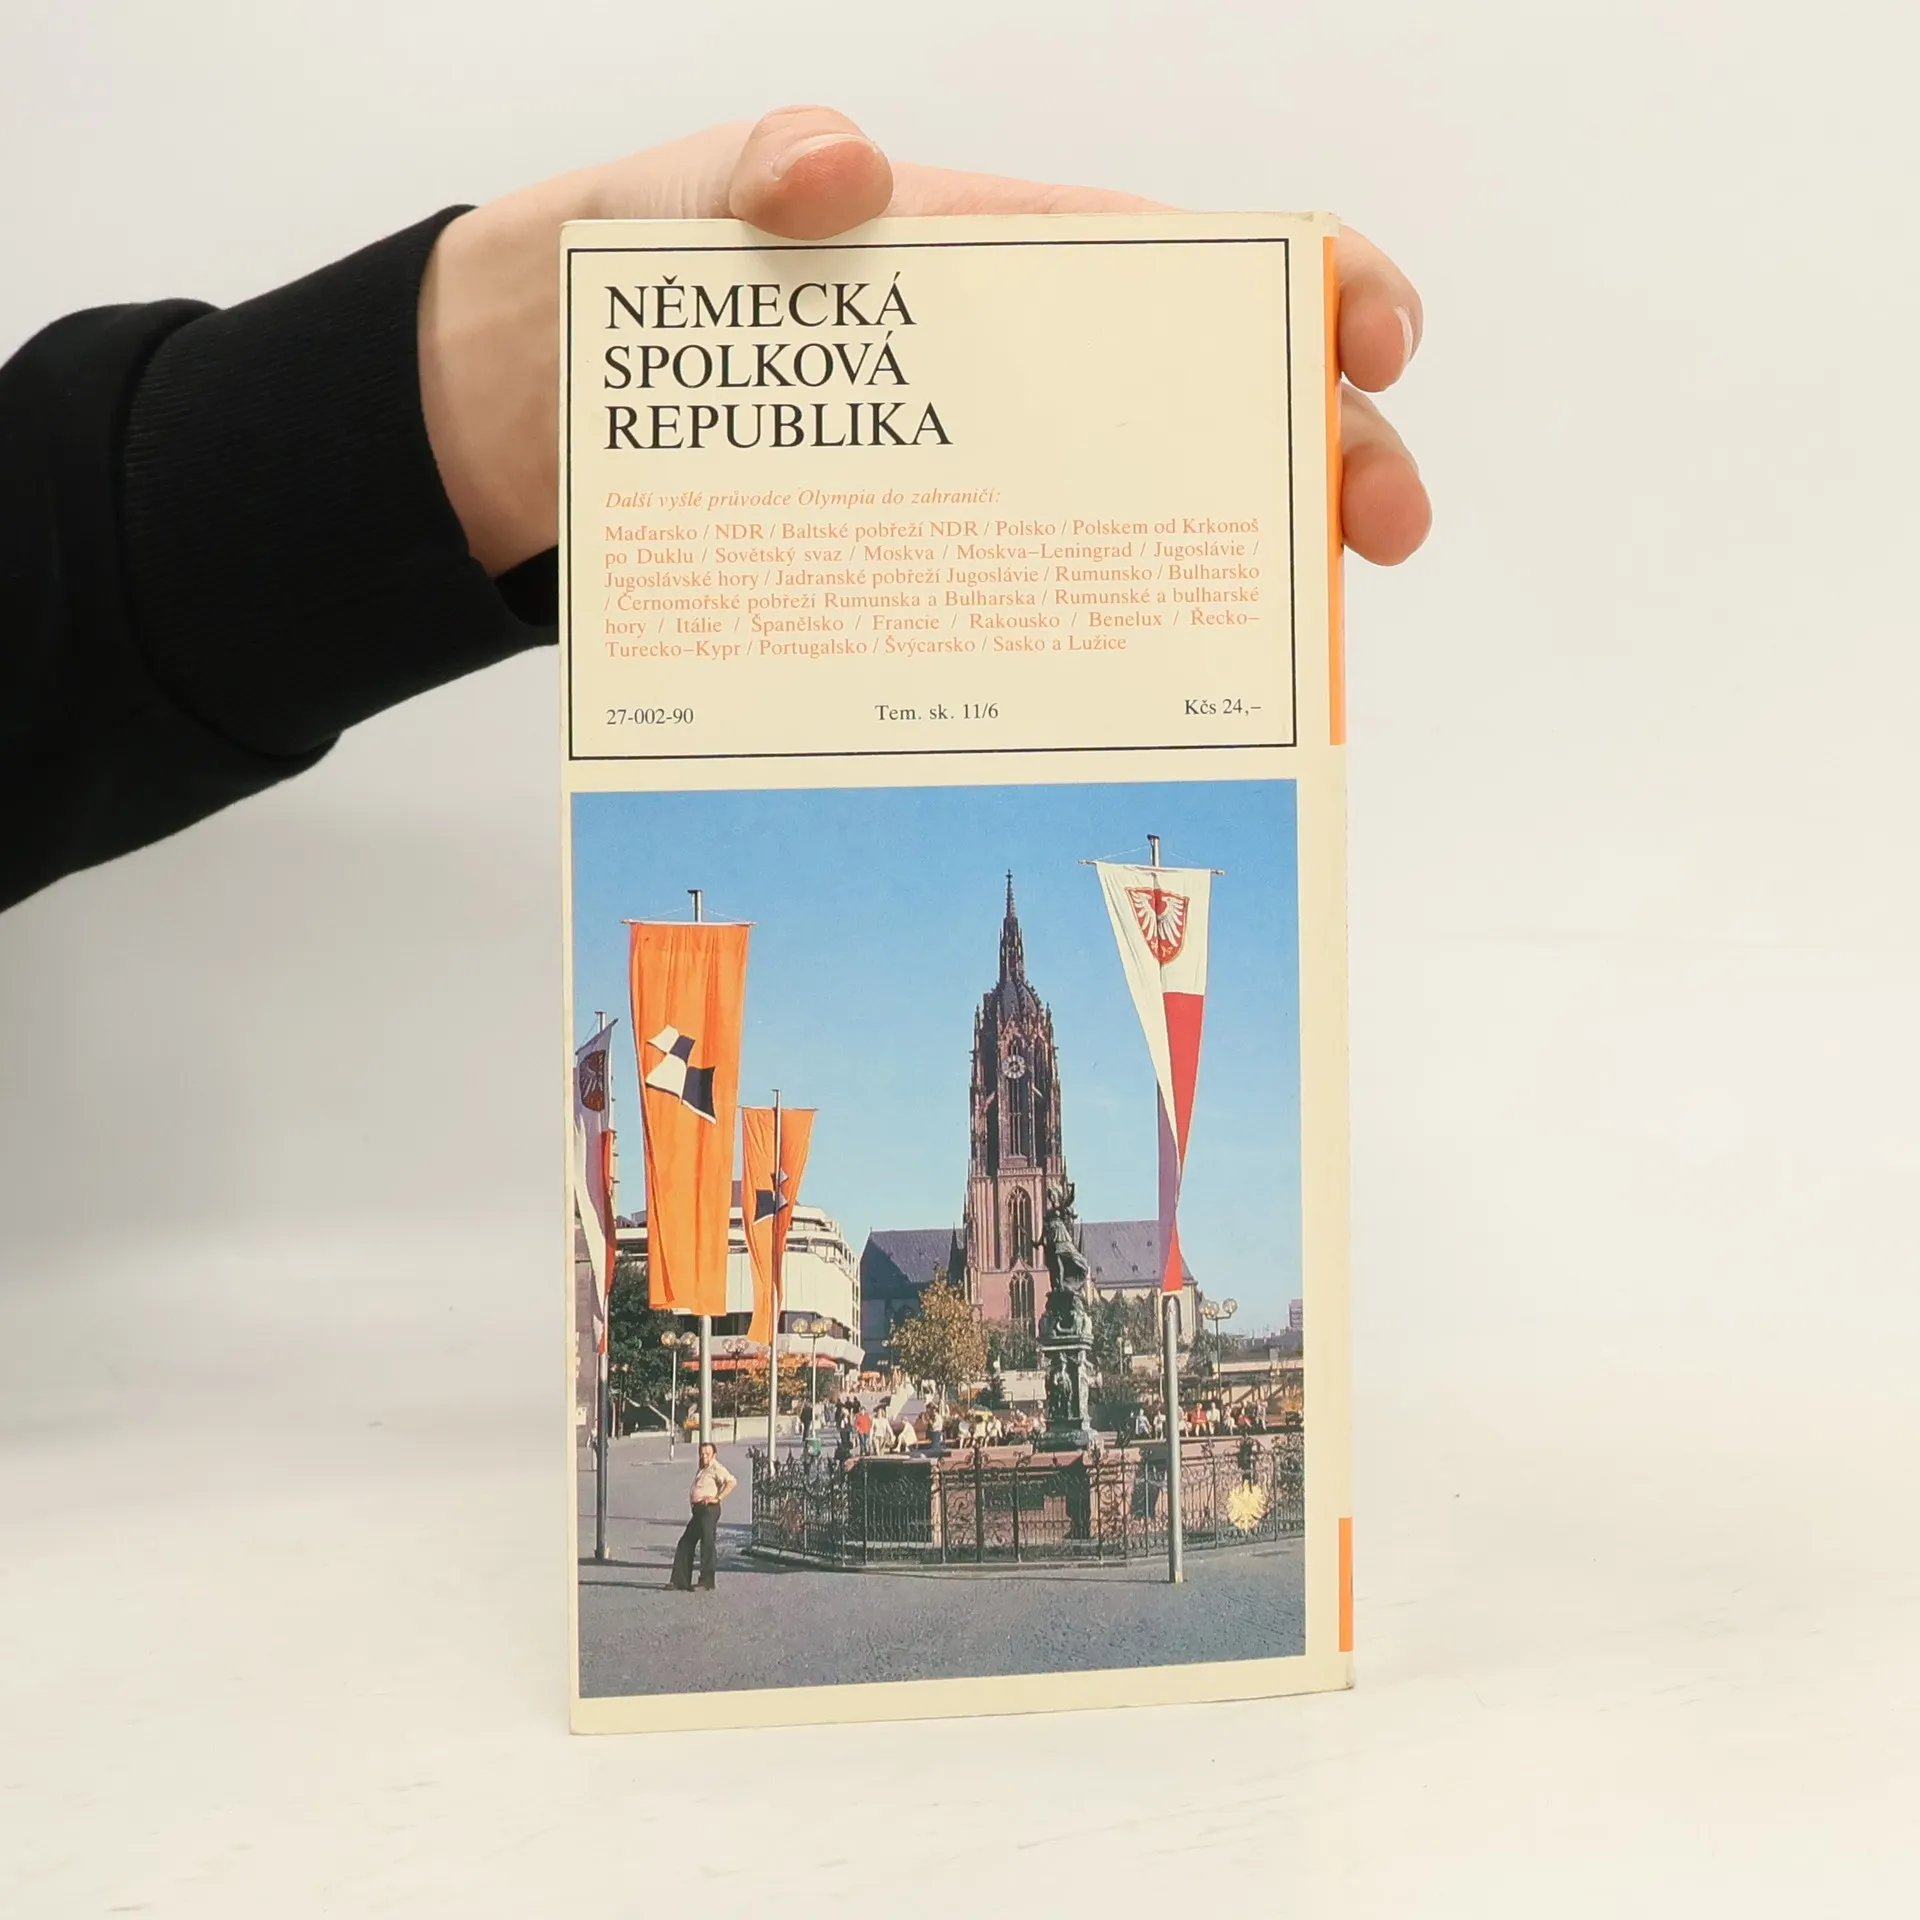 NĚMECKÁ
SPOLKOVÁ
REPUBLIKA
Další vyšlé průvodce Olympia do zahraničí:
Maďarsko / NDR / Baltské pobřeží NDR / Polsko / Polskem od Krkonoš
po Duklu / Sovětský svaz / Moskva / Moskva–Leningrad / Jugoslávie /
Jugoslávské hory / Jadranské pobřeží Jugoslávie / Rumunsko / Bulharsko
/ Černomořské pobřeží Rumunska a Bulharska / Rumunské a bulharské
hory / Itálie / Španělsko / Francie / Rakousko / Benelux / Řecko–
Turecko–Kypr / Portugalsko / Švýcarsko / Sasko a Lužice
27-002-90 Tem. sk. 11/6 Kčs 24,–